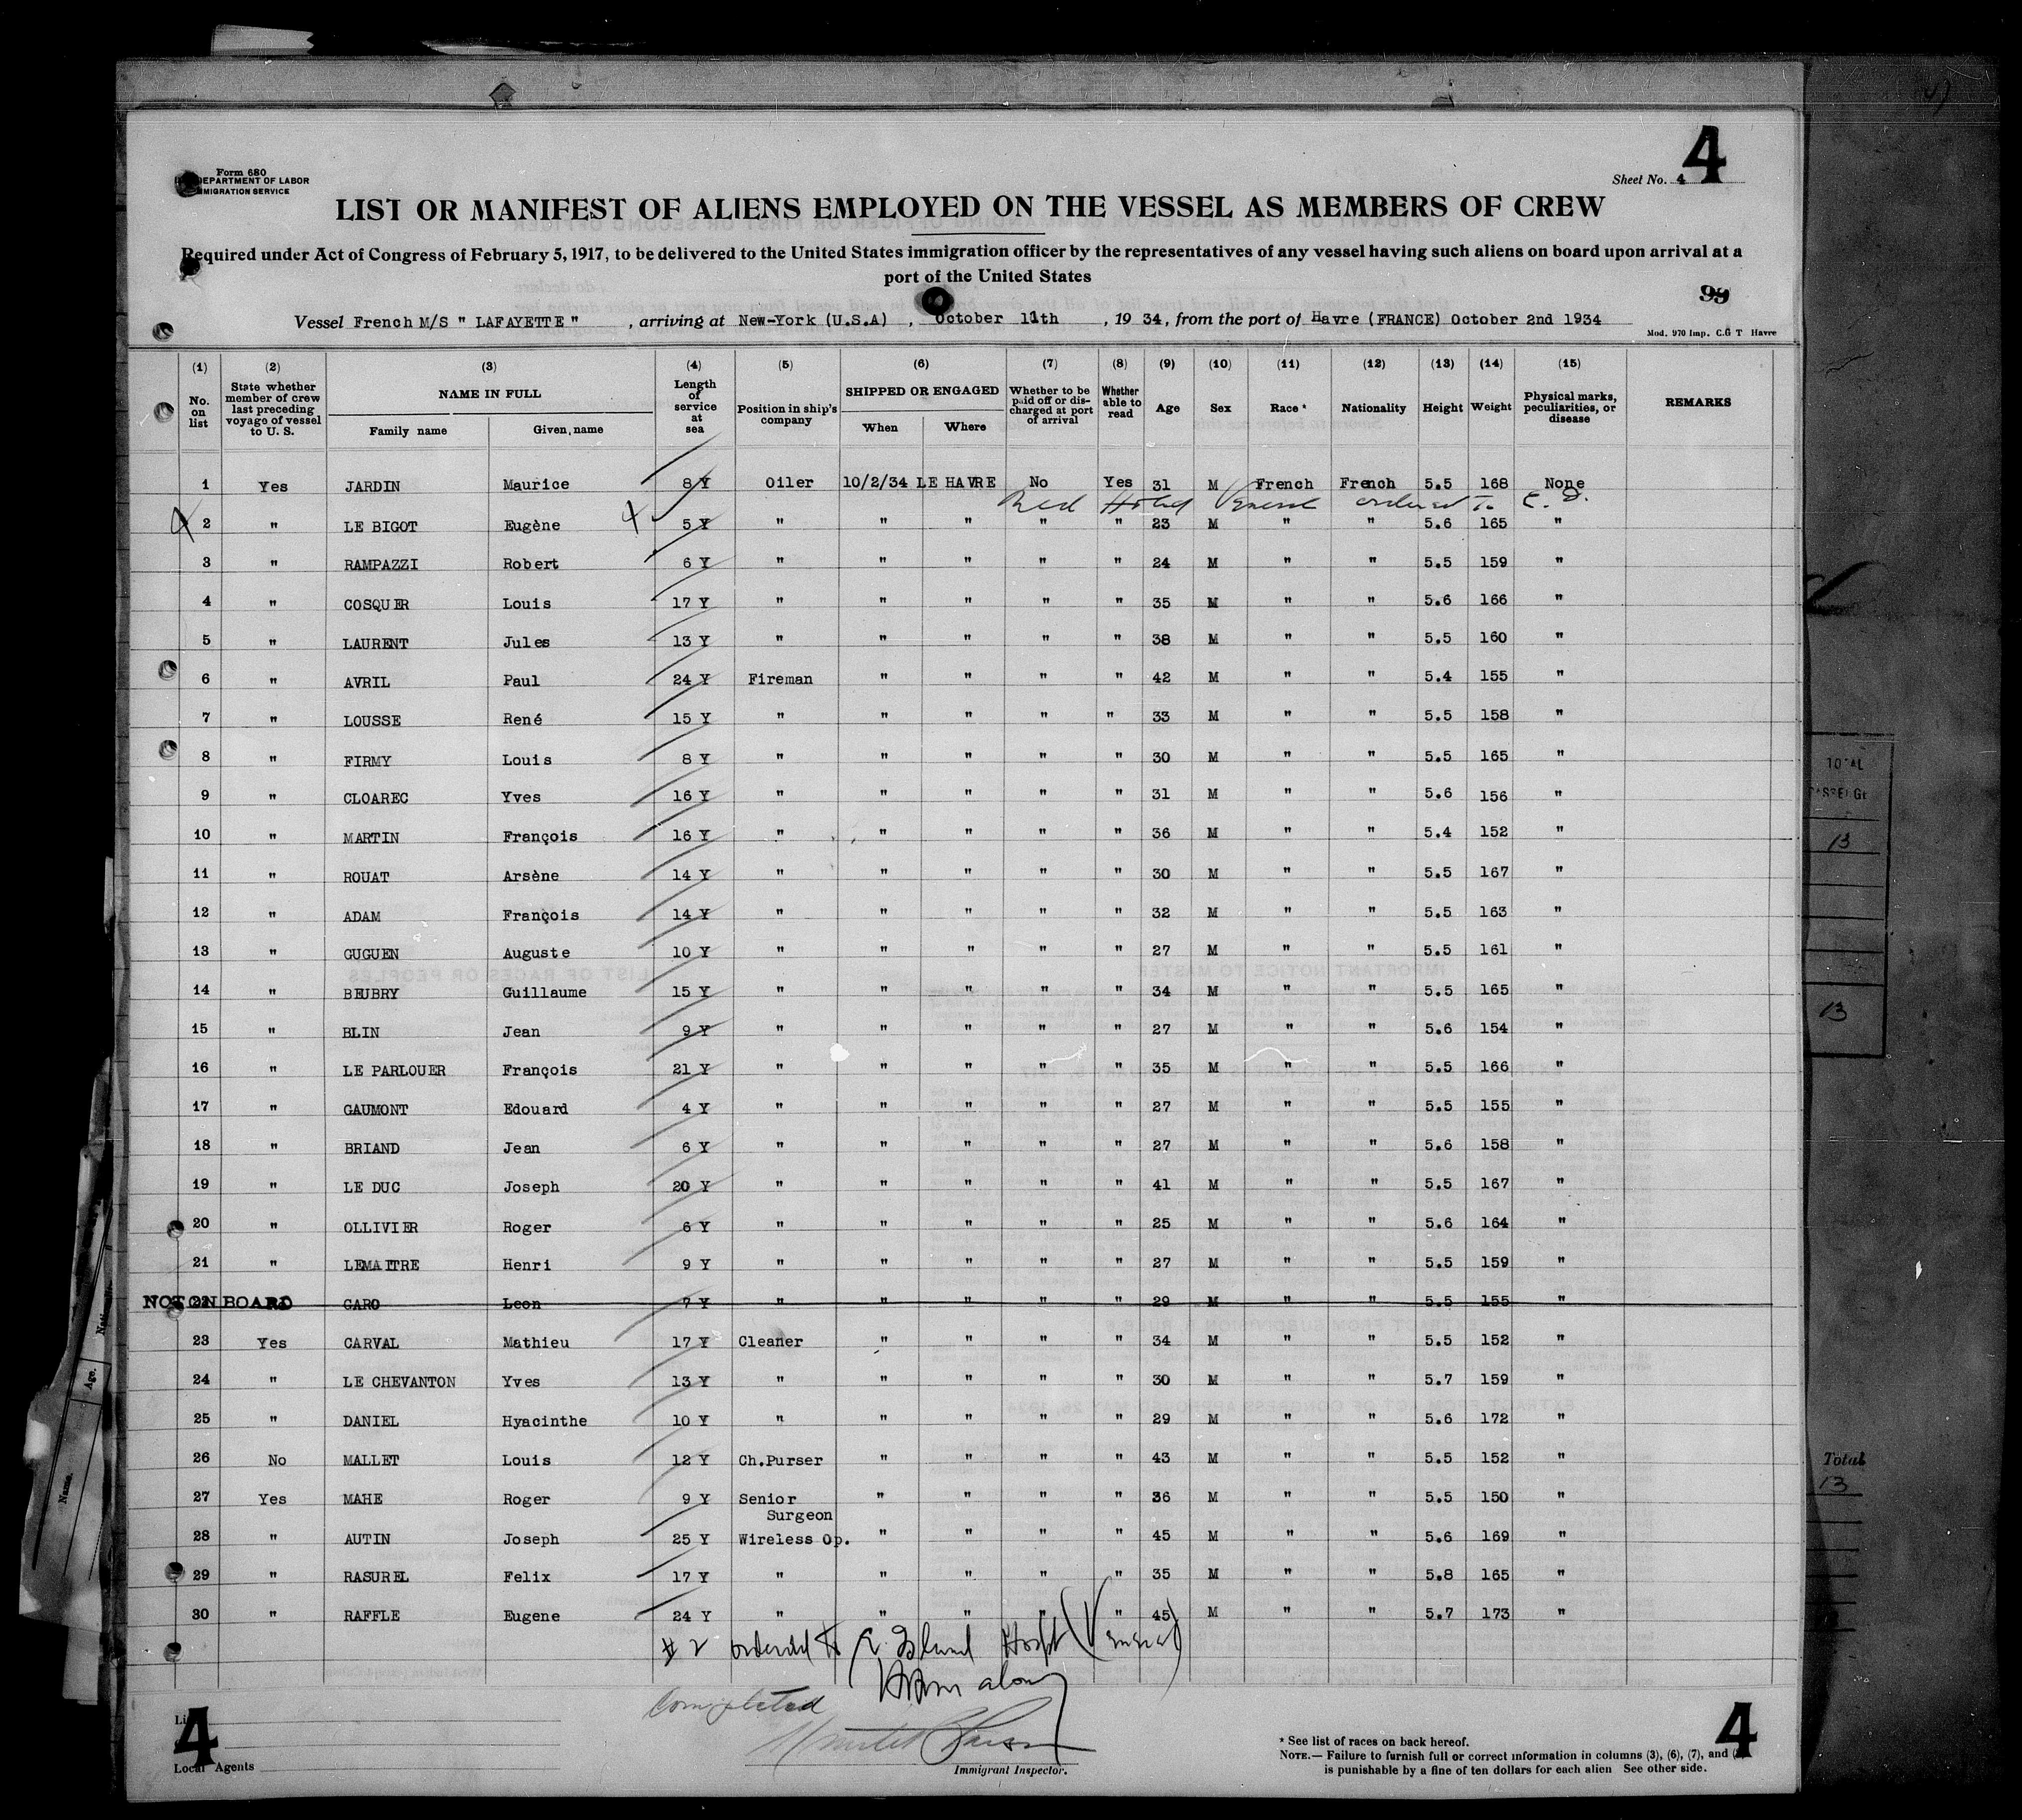 4
Form 680
DEPARTMENT OF LABOR
IMMIGRATION SERVICE
Sheet No. 4
LIST OR MANIFEST OF ALIENS EMPLOYED ON THE VESSEL AS MEMBERS OF CREW
Required under Act of Congress of February 5, 1917, to be delivered to the United States immigration officer by the representatives of any vessel having such aliens on board upon arrival at a
port of the United States
99
Vessel French M/S " LAFAYETTE " , arriving at New-York (U.S.A) , October 11th , 19 34, from the port of Havre (FRANCE) October 2nd 1934
Mod. 970 Imp. C.G T Havre
(1) (2) (3) (4) (5) (6) (7) (8) (9) (10) (11) (12) (13) (14) (15)
No. on list | State whether member of crew last preceding voyage of vessel to U. S. | NAME IN FULL | Family name | Given name | Length of service at sea | Position in ship's company | SHIPPED OR ENGAGED | When | Where | Whether to be paid off or discharged at port of arrival | Whether able to read | Age | Sex | Race * | Nationality | Height | Weight | Physical marks, peculiarities, or disease | REMARKS
1 Yes JARDIN Maurice 8 Y Oiler 10/2/34 LE HAVRE No Yes 31 M French French 5.5 168 None
2 " LE BIGOT Eugène 5 Y " " " " " 23 M " " 5.6 165 "
3 " RAMPAZZI Robert 6 Y " " " " " 24 M " " 5.5 159 "
4 " COSQUER Louis 17 Y " " " " " 35 M " " 5.6 166 "
5 " LAURENT Jules 13 Y " " " " " 38 M " " 5.5 160 "
6 " AVRIL Paul 24 Y Fireman " " " " 42 M " " 5.4 155 "
7 " LOUSSE René 15 Y " " " " " 33 M " " 5.5 158 "
8 " FIRMY Louis 8 Y " " " " " 30 M " " 5.5 165 "
9 " CLOAREC Yves 16 Y " " " " " 31 M " " 5.6 156 "
10 " MARTIN François 16 Y " " " " " 36 M " " 5.4 152 "
11 " ROUAT Arsène 14 Y " " " " " 30 M " " 5.5 167 "
12 " ADAM François 14 Y " " " " " 32 M " " 5.5 163 "
13 " GUGUEN Auguste 10 Y " " " " " 27 M " " 5.5 161 "
14 " BEUBRY Guillaume 15 Y " " " " " 34 M " " 5.5 165 "
15 " BLIN Jean 9 Y " " " " " 27 M " " 5.6 154 "
16 " LE PARLOUER François 21 Y " " " " " 35 M " " 5.5 166 "
17 " GAUMONT Edouard 4 Y " " " " " 27 M " " 5.5 155 "
18 " BRIAND Jean 6 Y " " " " " 27 M " " 5.6 158 "
19 " LE DUC Joseph 20 Y " " " " " 41 M " " 5.5 167 "
20 " OLLIVIER Roger 6 Y " " " " " 25 M " " 5.6 164 "
21 " LEMAITRE Henri 9 Y " " " " " 27 M " " 5.5 159 "
NOT ON BOARD 22 GARO Leon 7 Y " " " " " 29 M " " 5.5 155 "
23 Yes CARVAL Mathieu 17 Y Cleaner " " " " 34 M " " 5.5 152 "
24 " LE CHEVANTON Yves 13 Y " " " " " 30 M " " 5.7 159 "
25 " DANIEL Hyacinthe 10 Y " " " " " 29 M " " 5.6 172 "
26 No MALLET Louis 12 Y Ch.Purser " " " " 43 M " " 5.5 152 "
27 Yes MAHE Roger 9 Y Senior Surgeon " " " " 36 M " " 5.5 150 "
28 " AUTIN Joseph 25 Y Wireless Op. " " " " 45 M " " 5.6 169 "
29 " RASUREL Felix 17 Y " " " " " 35 M " " 5.8 165 "
30 " RAFFLE Eugene 24 Y " " " " " 45 M " " 5.7 173 "
# 2 ordered to E. Island Hospt (Venereal)
Completed
4
Local Agents
Immigrant Inspector.
* See list of races on back hereof.
NOTE.— Failure to furnish full or correct information in columns (3), (6), (7), and
is punishable by a fine of ten dollars for each alien See other side.
4
TOTAL
13
13
Total
13
Age.
Name.